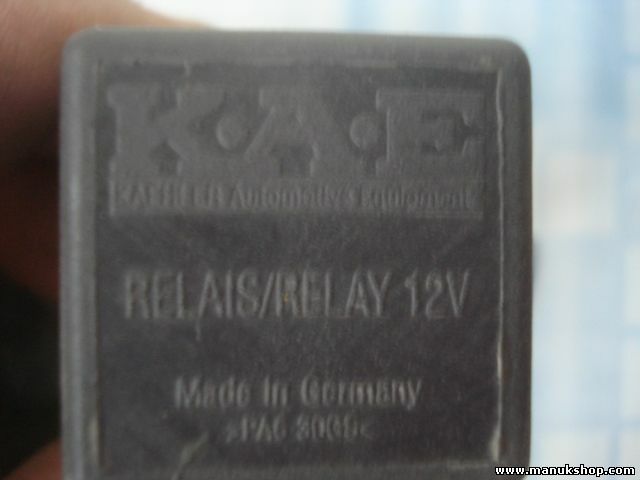 K·A·E
KAEHLER Automotive Equipment
RELAIS/RELAY 12V
Made in Germany
www.manukshop.com